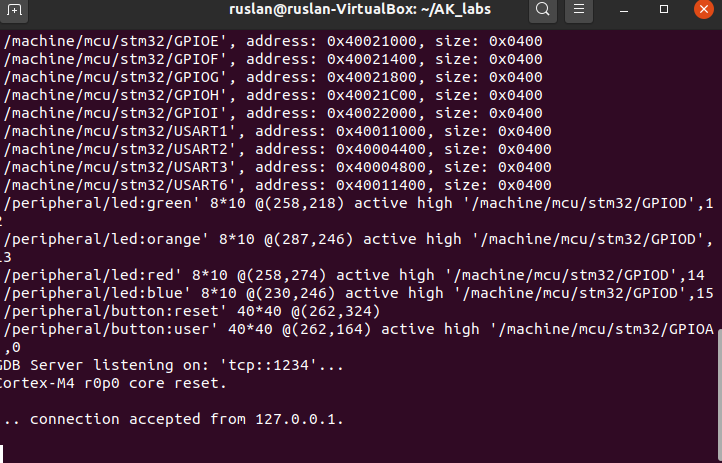 ruslan@ruslan-VirtualBox: ~/AK_labs
'/machine/mcu/stm32/GPIOE', address: 0x40021000, size: 0x0400
'/machine/mcu/stm32/GPIOF', address: 0x40021400, size: 0x0400
'/machine/mcu/stm32/GPIOG', address: 0x40021800, size: 0x0400
'/machine/mcu/stm32/GPIOH', address: 0x40021C00, size: 0x0400
'/machine/mcu/stm32/GPIOI', address: 0x40022000, size: 0x0400
'/machine/mcu/stm32/USART1', address: 0x40011000, size: 0x0400
'/machine/mcu/stm32/USART2', address: 0x40004400, size: 0x0400
'/machine/mcu/stm32/USART3', address: 0x40004800, size: 0x0400
'/machine/mcu/stm32/USART6', address: 0x40011400, size: 0x0400
'/peripheral/led:green' 8*10 @(258,218) active high '/machine/mcu/stm32/GPIOD',1
2
'/peripheral/led:orange' 8*10 @(287,246) active high '/machine/mcu/stm32/GPIOD',
13
'/peripheral/led:red' 8*10 @(258,274) active high '/machine/mcu/stm32/GPIOD',14
'/peripheral/led:blue' 8*10 @(230,246) active high '/machine/mcu/stm32/GPIOD',15
'/peripheral/button:reset' 40*40 @(262,324)
'/peripheral/button:user' 40*40 @(262,164) active high '/machine/mcu/stm32/GPIOA
',0
GDB Server listening on: 'tcp::1234'...
Cortex-M4 r0p0 core reset.
... connection accepted from 127.0.0.1.